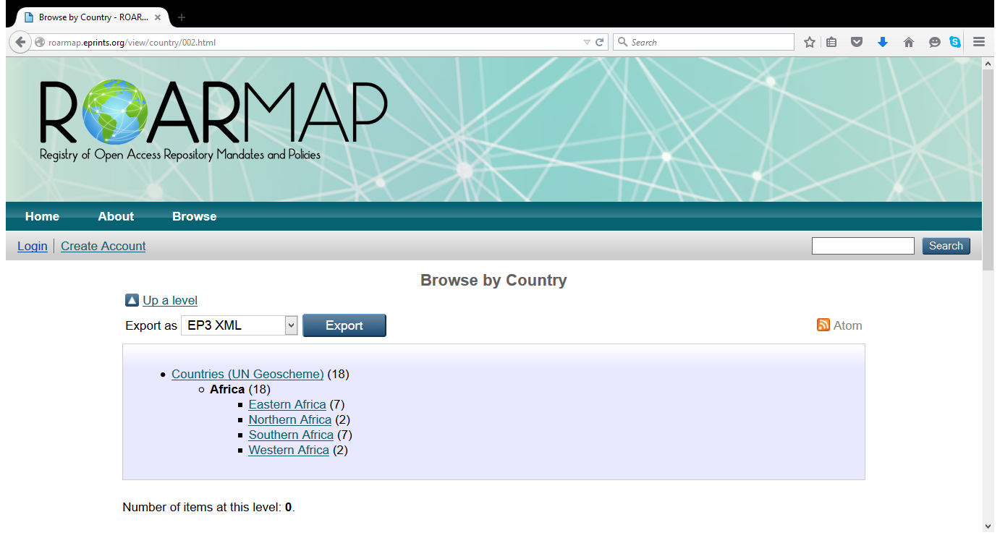 Browse by Country - ROAR...
roarmap.eprints.org/view/country/002.html
Search
ROARMAP
Registry of Open Access Repository Mandates and Policies
Home About Browse
Login Create Account Search
Browse by Country
Up a level
Export as EP3 XML Export Atom
Countries (UN Geoscheme) (18)
Africa (18)
Eastern Africa (7)
Northern Africa (2)
Southern Africa (7)
Western Africa (2)
Number of items at this level: 0.